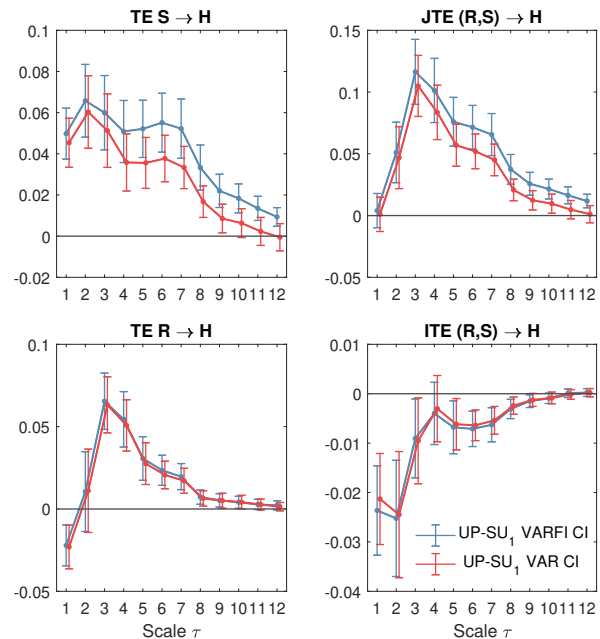 TE S → H
0.1
0.08
0.06
0.04
0.02
0
-0.02
1 2 3 4 5 6 7 8 9 10 11 12
JTE (R,S) → H
0.15
0.1
0.05
0
-0.05
1 2 3 4 5 6 7 8 9 10 11 12
TE R → H
0.1
0.05
0
-0.05
1 2 3 4 5 6 7 8 9 10 11 12
Scale τ
ITE (R,S) → H
0.01
0
-0.01
-0.02
-0.03
-0.04
UP-SU1 VARFI CI
UP-SU1 VAR CI
1 2 3 4 5 6 7 8 9 10 11 12
Scale τ